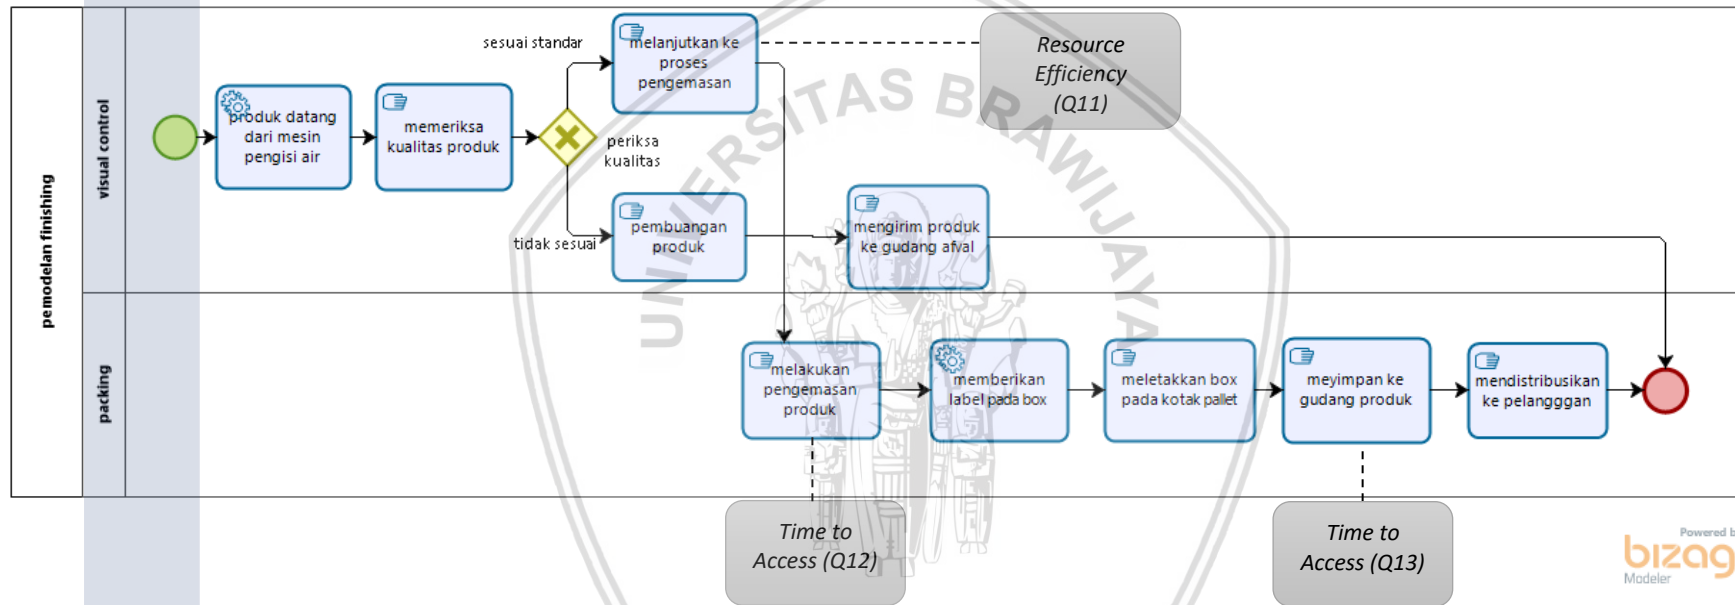 pemodelan finishing
visual control
produk datang
dari mesin
pengisi air
memeriksa
kualitas produk
periksa
kualitas
sesuai standar
tidak sesuai
melanjutkan ke
proses
pengemasan
Resource
Efficiency
(Q11)
pembuangan
produk
mengirim produk
ke gudang afval
UNIVERSITAS BRAWIJAYA
packing
melakukan
pengemasan
produk
memberikan
label pada box
meletakkan box
pada kotak pallet
meyimpan ke
gudang produk
mendistribusikan
ke pelangggan
Time to
Access (Q12)
Time to
Access (Q13)
Powered b
bizag
Modeler